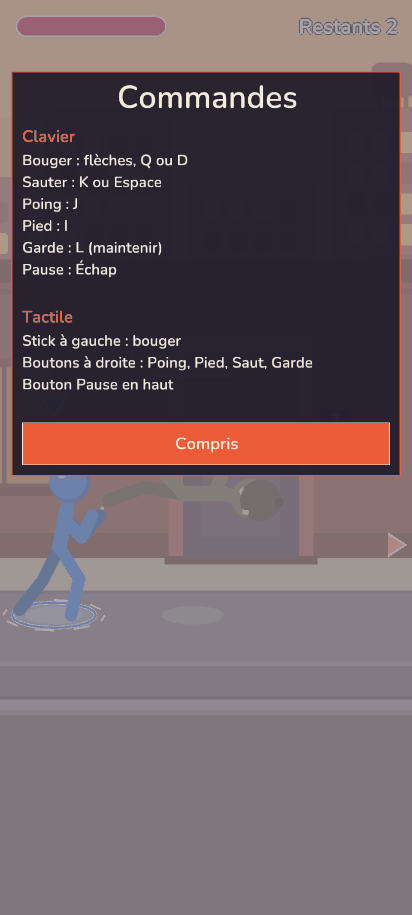 Restants 2
Commandes
Clavier
Bouger : flèches, Q ou D
Sauter : K ou Espace
Poing : J
Pied : I
Garde : L (maintenir)
Pause : Échap
Tactile
Stick à gauche : bouger
Boutons à droite : Poing, Pied, Saut, Garde
Bouton Pause en haut
Compris